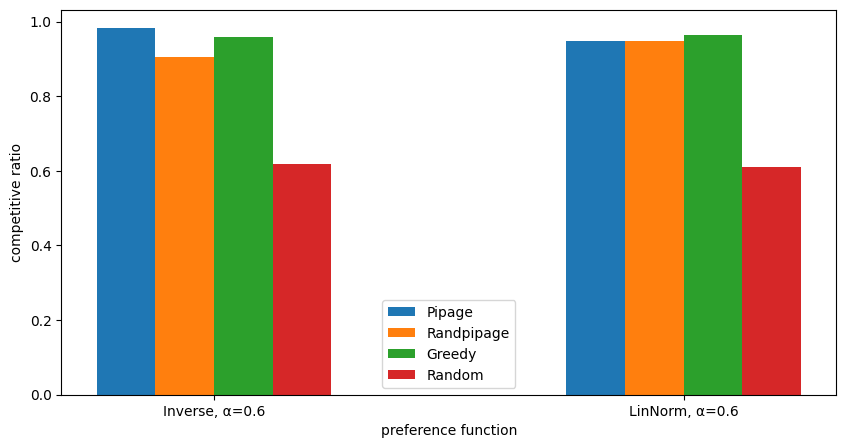 competitive ratio
1.0
0.8
0.6
0.4
0.2
0.0
Pipage
Randpipage
Greedy
Random
Inverse, α=0.6
LinNorm, α=0.6
preference function